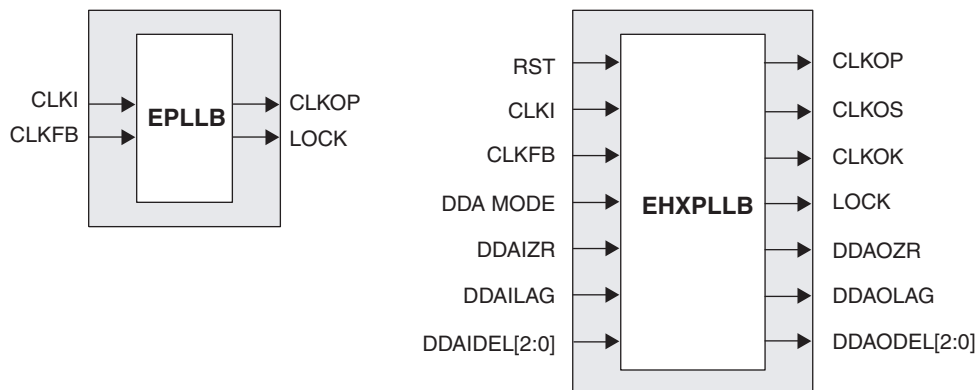 CLKI
CLKFB
EPLLB
CLKOP
LOCK
RST
CLKI
CLKFB
DDA MODE
DDAIZR
DDAILAG
DDAIDEL[2:0]
EHXPLLB
CLKOP
CLKOS
CLKOK
LOCK
DDAOZR
DDAOLAG
DDAODEL[2:0]